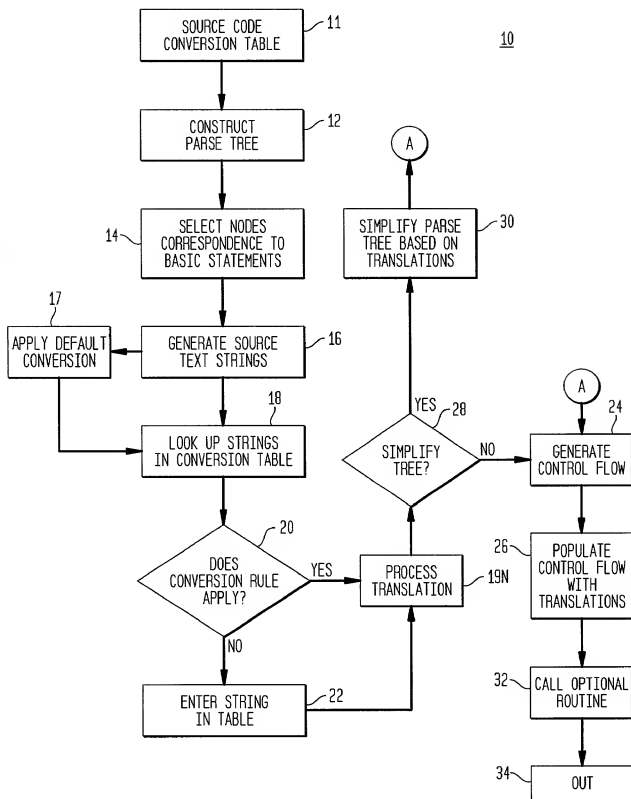 SOURCE CODE
CONVERSION TABLE
11
10
CONSTRUCT
PARSE TREE
12
A
SELECT NODES
CORRESPONDENCE TO
BASIC STATEMENTS
14
SIMPLIFY PARSE
TREE BASED ON
TRANSLATIONS
30
17
APPLY DEFAULT
CONVERSION
GENERATE SOURCE
TEXT STRINGS
16
18
LOOK UP STRINGS
IN CONVERSION TABLE
YES
28
SIMPLIFY
TREE?
NO
A
24
GENERATE
CONTROL FLOW
20
DOES
CONVERSION RULE
APPLY?
YES
NO
PROCESS
TRANSLATION
19N
26
POPULATE
CONTROL FLOW
WITH
TRANSLATIONS
ENTER STRING
IN TABLE
22
32
CALL OPTIONAL
ROUTINE
34
OUT